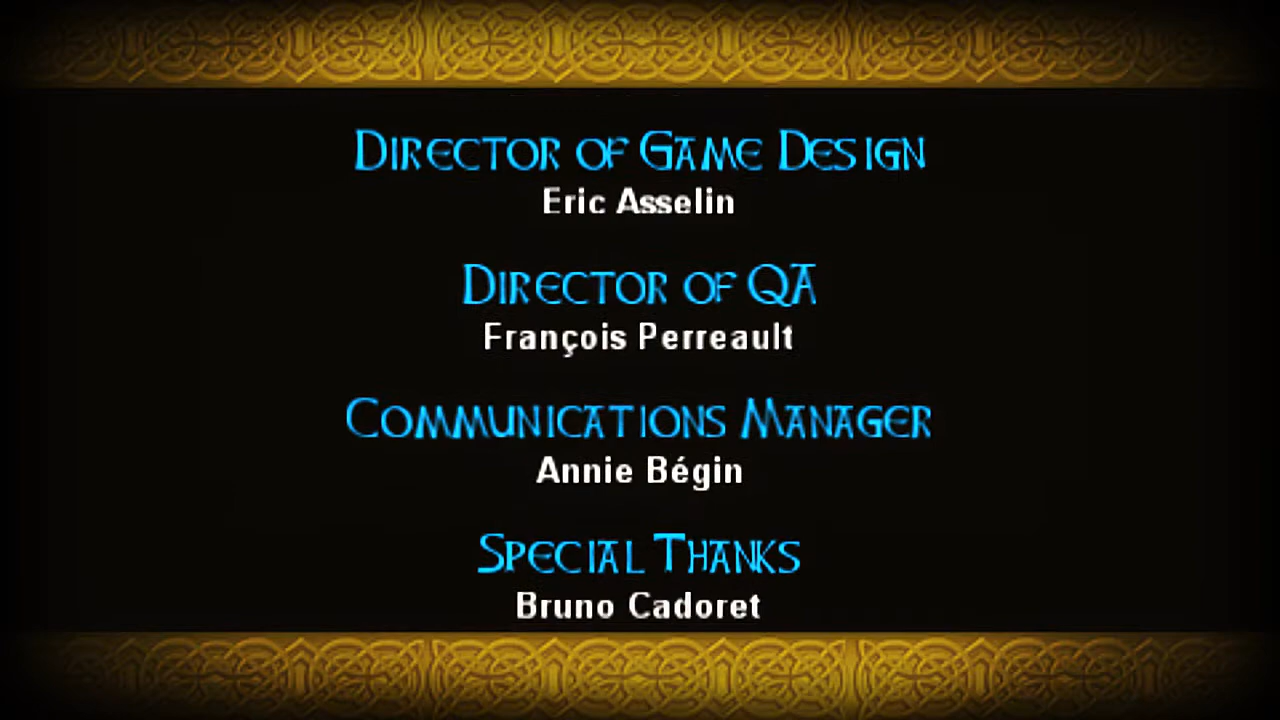 Director of Game Design
Eric Asselin
Director of QA
François Perreault
Communications Manager
Annie Bégin
Special Thanks
Bruno Cadoret